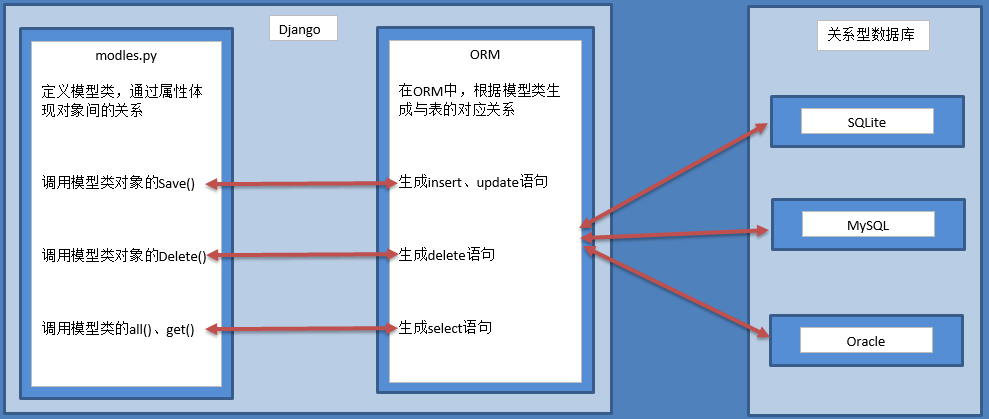 Django
modles.py
定义模型类，通过属性体
现对象间的关系
调用模型类对象的Save()
调用模型类对象的Delete()
调用模型类的all()、get()
ORM
在ORM中，根据模型类生
成与表的对应关系
生成insert、update语句
生成delete语句
生成select语句
关系型数据库
SQLite
MySQL
Oracle